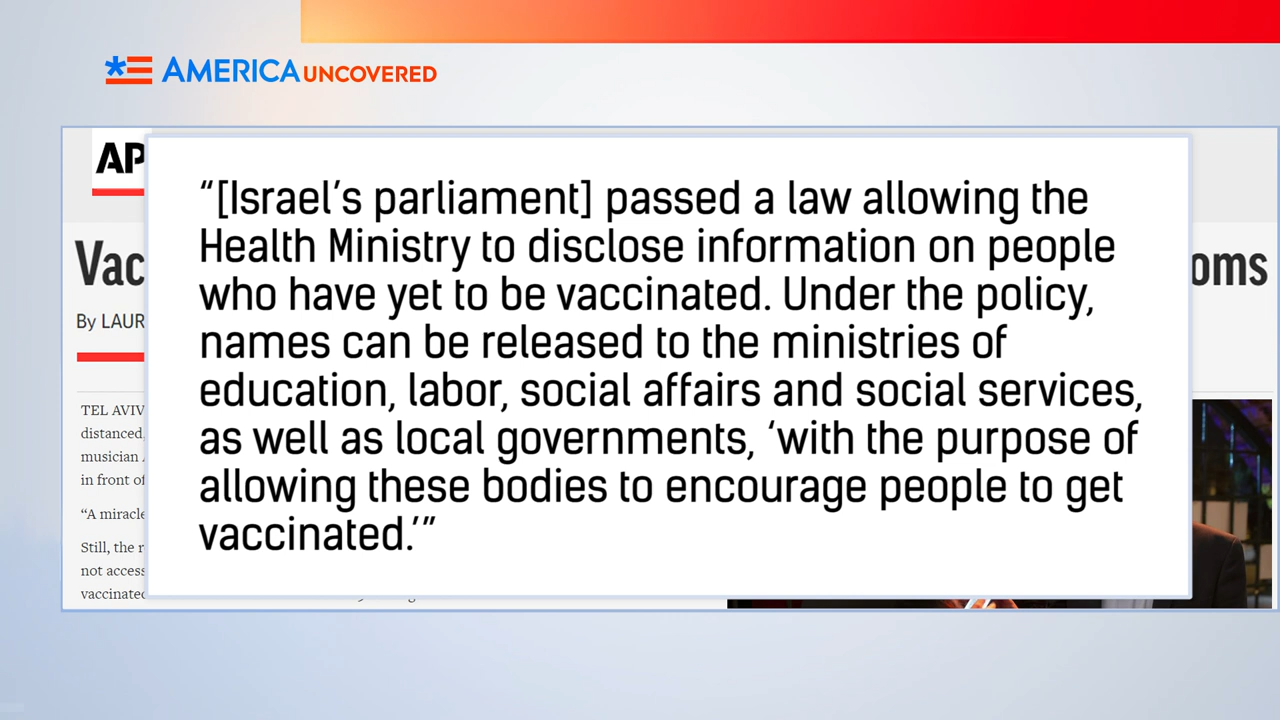 AMERICA UNCOVERED
AP
Vac
oms
By LAUR
TEL AVIV
distanced,
musician
in front of
“A miracle
Still, the r
not access
vaccinated
“[Israel’s parliament] passed a law allowing the
Health Ministry to disclose information on people
who have yet to be vaccinated. Under the policy,
names can be released to the ministries of
education, labor, social affairs and social services,
as well as local governments, ‘with the purpose of
allowing these bodies to encourage people to get
vaccinated.’”